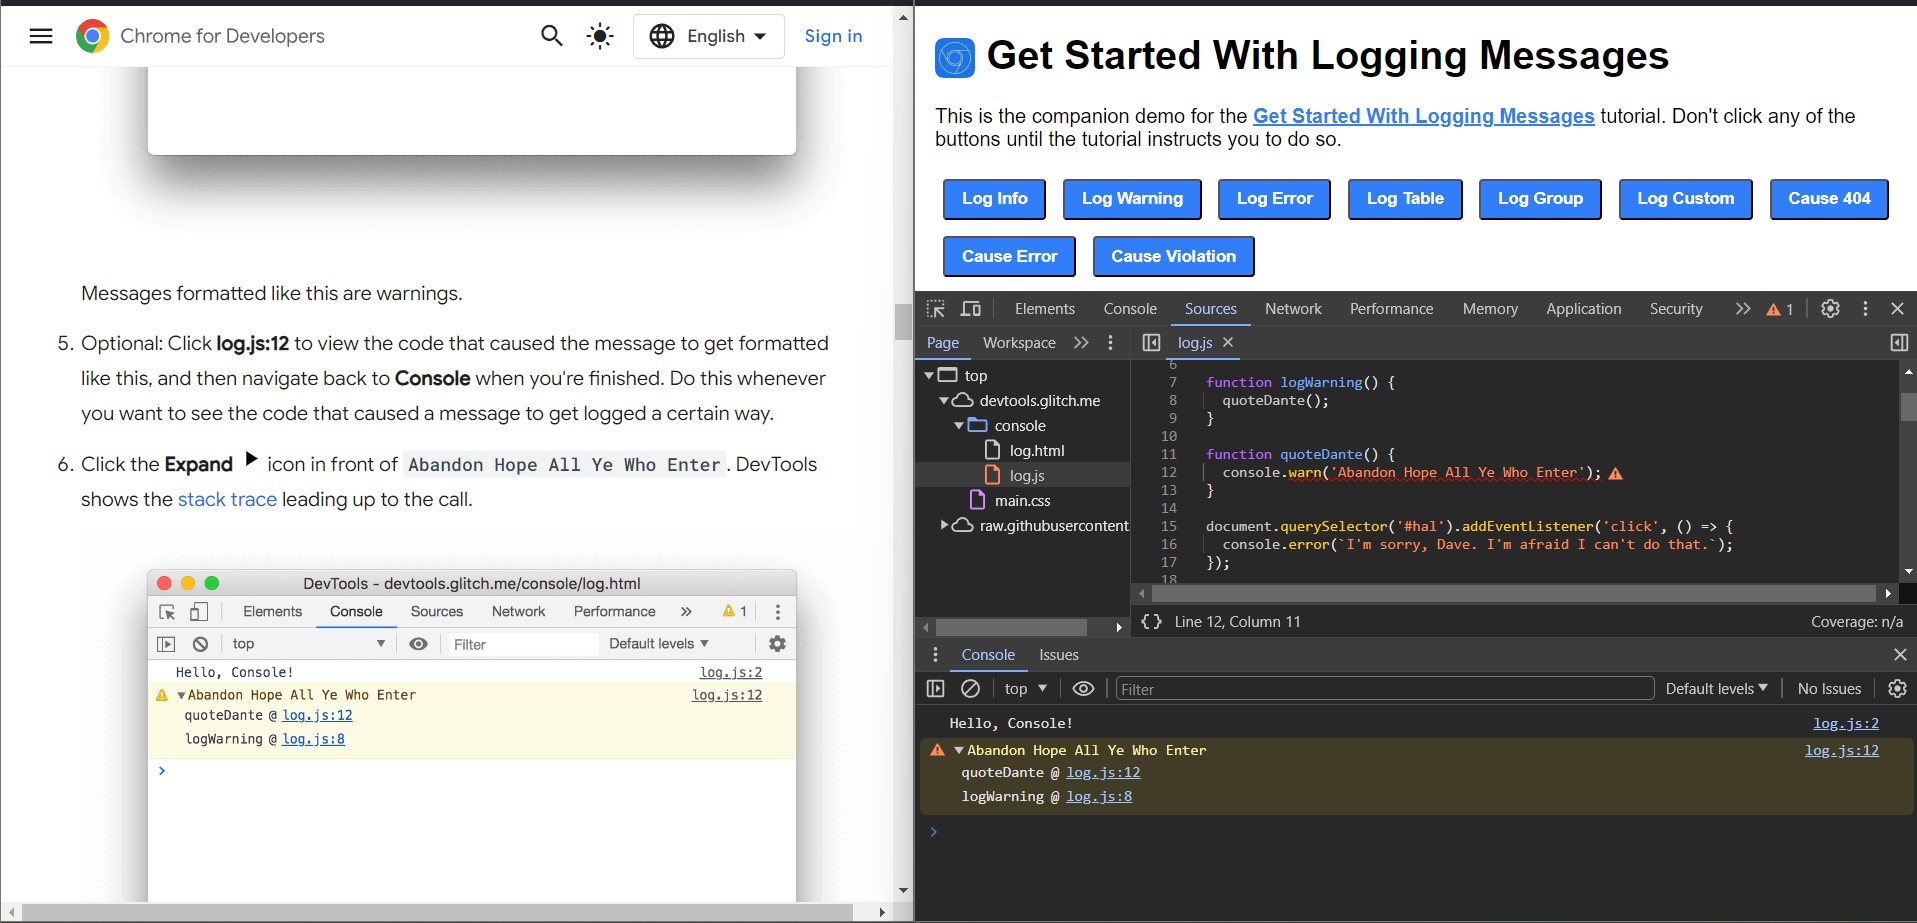 Chrome for Developers
English
Sign in
Messages formatted like this are warnings.
5. Optional: Click log.js:12 to view the code that caused the message to get formatted
like this, and then navigate back to Console when you're finished. Do this whenever
you want to see the code that caused a message to get logged a certain way.
6. Click the Expand icon in front of Abandon Hope All Ye Who Enter. DevTools
shows the stack trace leading up to the call.
DevTools - devtools.glitch.me/console/log.html
Elements Console Sources Network Performance » 1
top Filter Default levels
Hello, Console! log.js:2
Abandon Hope All Ye Who Enter log.js:12
quoteDante @ log.js:12
logWarning @ log.js:8
>
Get Started With Logging Messages
This is the companion demo for the Get Started With Logging Messages tutorial. Don't click any of the
buttons until the tutorial instructs you to do so.
Log Info Log Warning Log Error Log Table Log Group Log Custom Cause 404
Cause Error Cause Violation
Elements Console Sources Network Performance Memory Application Security » 1
Page Workspace »
log.js
top
devtools.glitch.me
console
log.html
log.js
main.css
raw.githubusercontent
6
7 function logWarning() {
8 quoteDante();
9 }
10
11 function quoteDante() {
12 console.warn('Abandon Hope All Ye Who Enter');
13 }
14
15 document.querySelector('#hal').addEventListener('click', () => {
16 console.error(`I'm sorry, Dave. I'm afraid I can't do that.`);
17 });
18
{} Line 12, Column 11 Coverage: n/a
Console Issues
top Filter Default levels No Issues
Hello, Console! log.js:2
Abandon Hope All Ye Who Enter log.js:12
quoteDante @ log.js:12
logWarning @ log.js:8
>